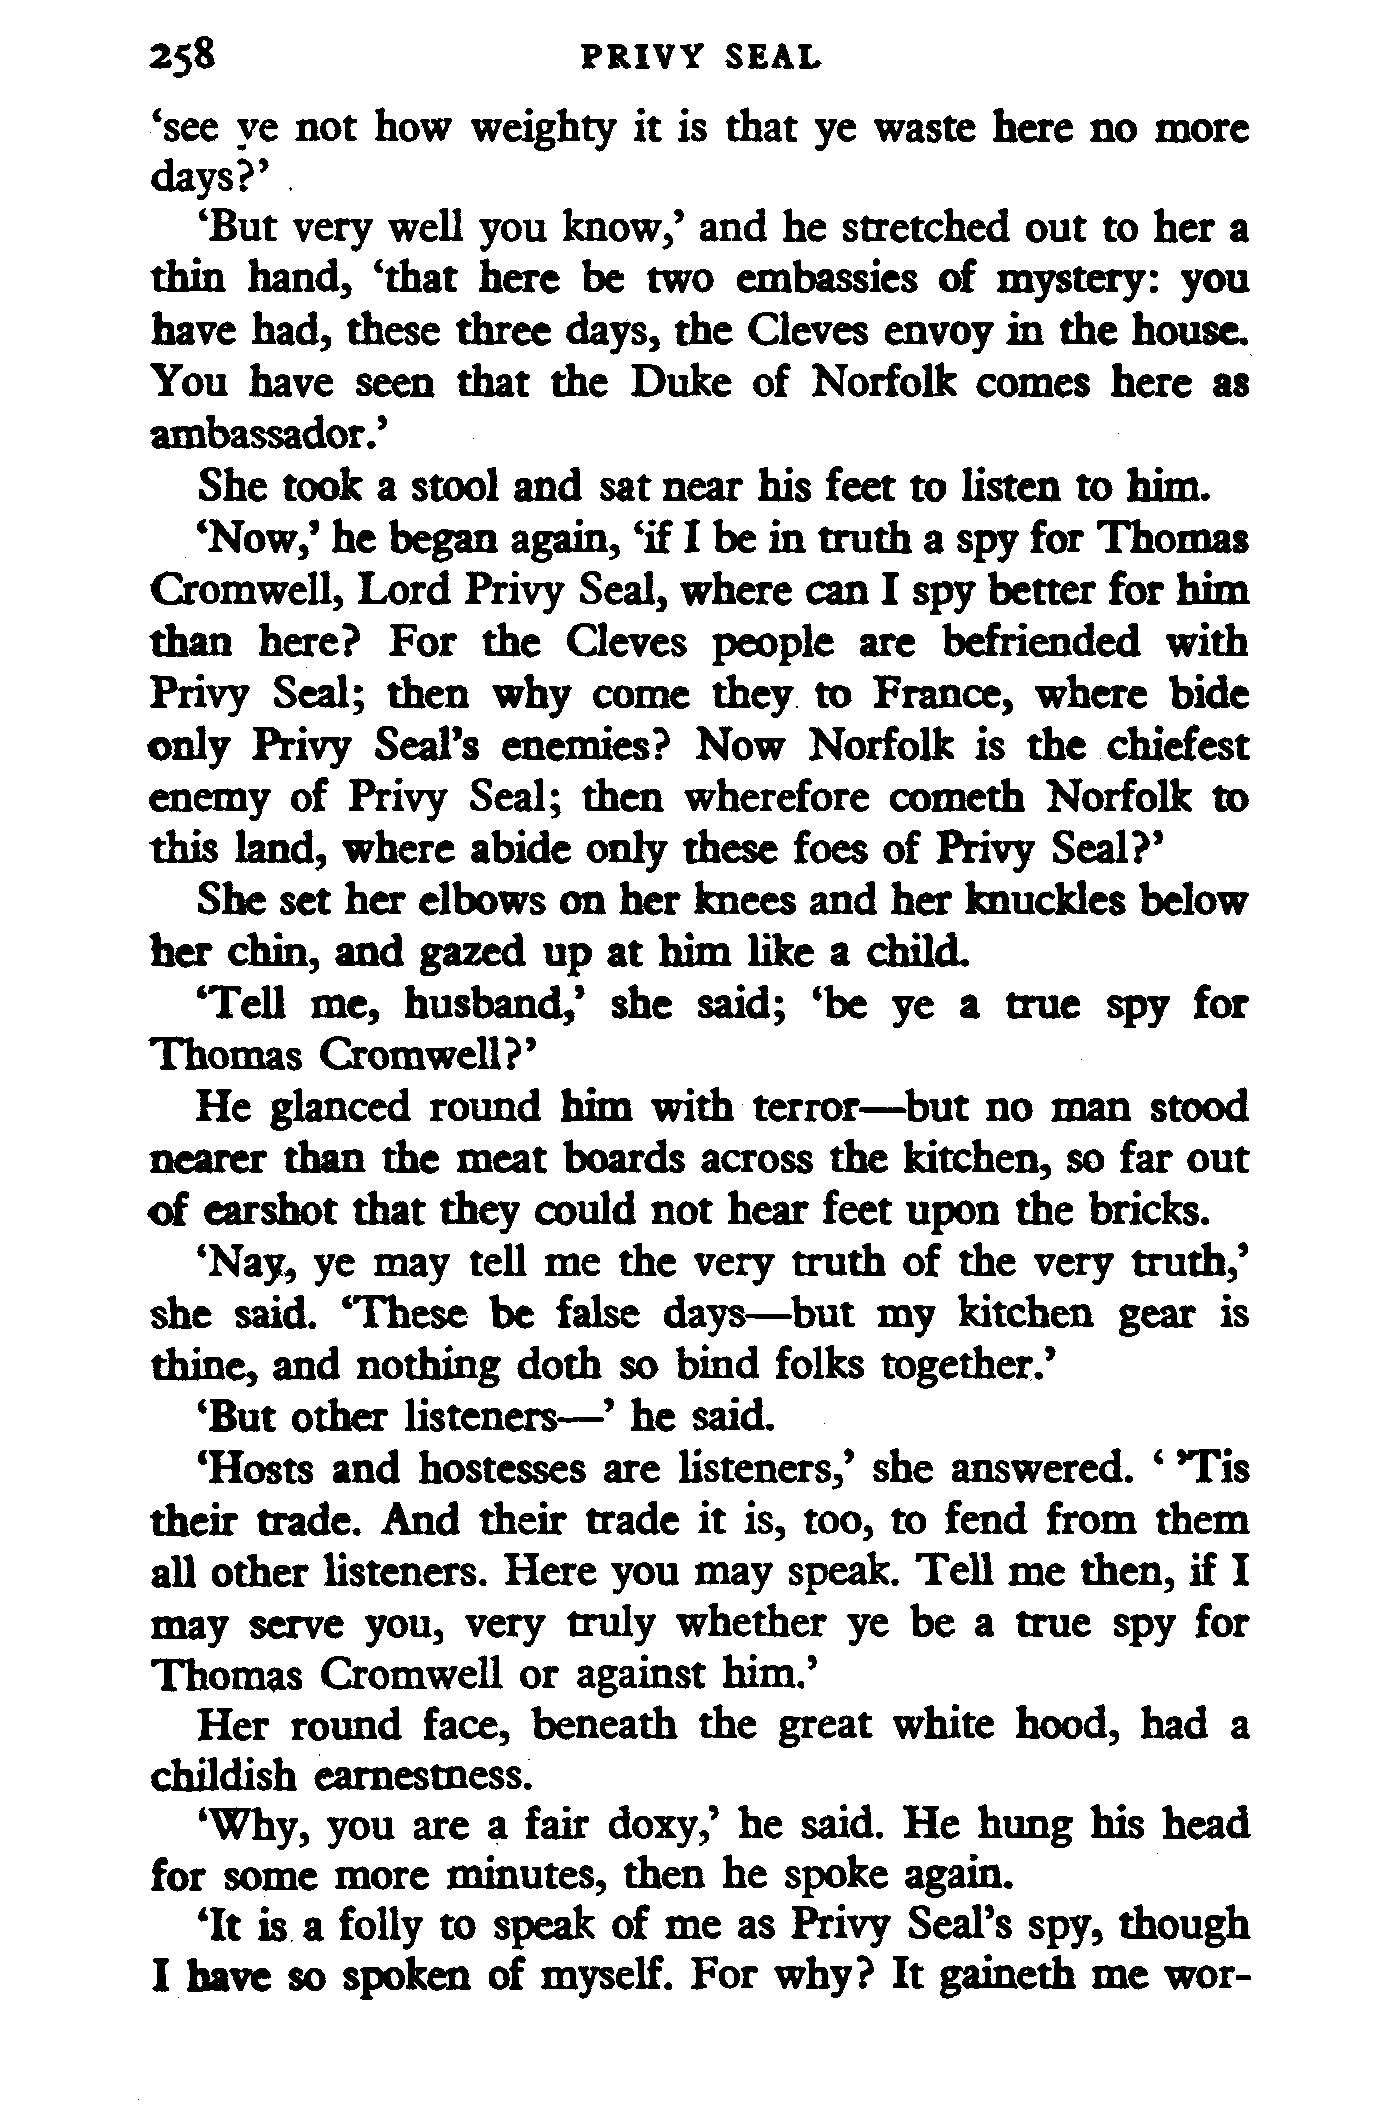 258 PRIVY SEAL
‘see ye not how weighty it is that ye waste here no more
days?’
‘But very well you know,’ and he stretched out to her a
thin hand, ‘that here be two embassies of mystery: you
have had, these three days, the Cleves envoy in the house.
You have seen that the Duke of Norfolk comes here as
ambassador.’
She took a stool and sat near his feet to listen to him.
‘Now,’ he began again, ‘if I be in truth a spy for Thomas
Cromwell, Lord Privy Seal, where can I spy better for him
than here? For the Cleves people are befriended with
Privy Seal; then why come they to France, where bide
only Privy Seal’s enemies? Now Norfolk is the chiefest
enemy of Privy Seal; then wherefore cometh Norfolk to
this land, where abide only these foes of Privy Seal?’
She set her elbows on her knees and her knuckles below
her chin, and gazed up at him like a child.
‘Tell me, husband,’ she said; ‘be ye a true spy for
Thomas Cromwell?’
He glanced round him with terror—but no man stood
nearer than the meat boards across the kitchen, so far out
of earshot that they could not hear feet upon the bricks.
‘Nay, ye may tell me the very truth of the very truth,’
she said. ‘These be false days—but my kitchen gear is
thine, and nothing doth so bind folks together.’
‘But other listeners—’ he said.
‘Hosts and hostesses are listeners,’ she answered. ‘ ’Tis
their trade. And their trade it is, too, to fend from them
all other listeners. Here you may speak. Tell me then, if I
may serve you, very truly whether ye be a true spy for
Thomas Cromwell or against him.’
Her round face, beneath the great white hood, had a
childish earnestness.
‘Why, you are a fair doxy,’ he said. He hung his head
for some more minutes, then he spoke again.
‘It is a folly to speak of me as Privy Seal’s spy, though
I have so spoken of myself. For why? It gaineth me wor-